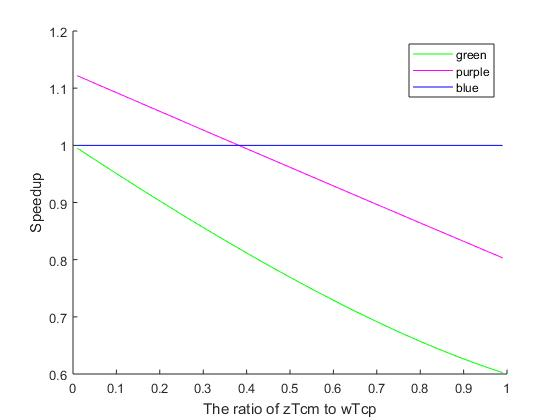 1.2
1.1
1
0.9
0.8
0.7
0.6
Speedup
green
purple
blue
0 0.1 0.2 0.3 0.4 0.5 0.6 0.7 0.8 0.9 1
The ratio of zTcm to wTcp